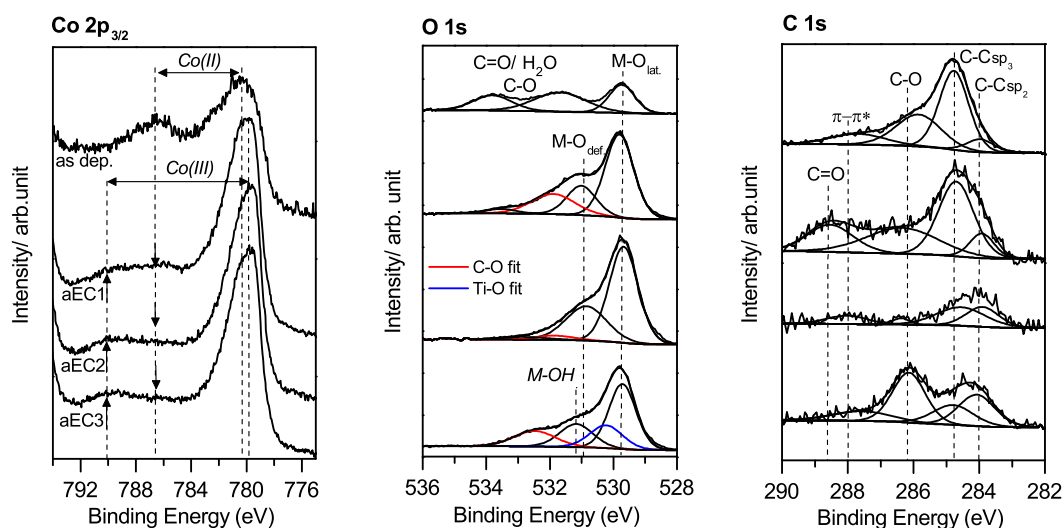 Co 2p3/2
Co(II)
as dep.
Co(III)
aEC1
aEC2
aEC3
Intensity/ arb.unit
792 788 784 780 776
Binding Energy (eV)
O 1s
C=O/ H2O
C-O
M-Olat.
M-Odef.
C-O fit
Ti-O fit
M-OH
Intensity/ arb.unit
536 534 532 530 528
Binding Energy (eV)
C 1s
C-Csp3
C-O
C-Csp2
π−π*
C=O
Intensity/ arb.unit
290 288 286 284 282
Binding Energy (eV)